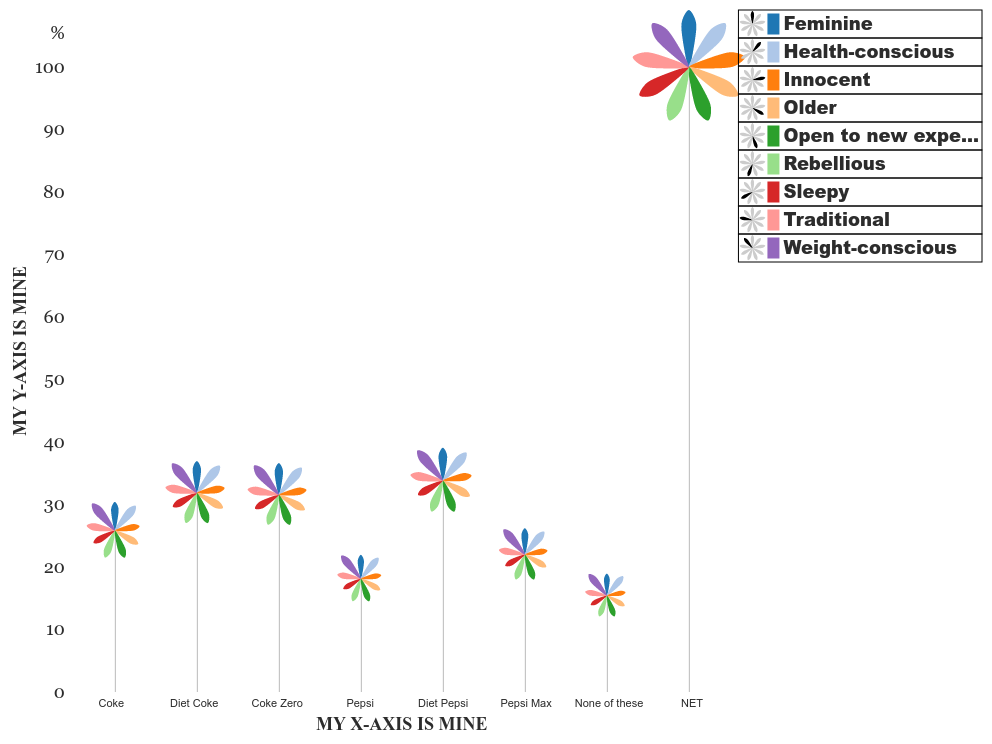 %
100
90
80
70
60
50
40
30
20
10
0
MY Y-AXIS IS MINE
Coke
Diet Coke
Coke Zero
Pepsi
Diet Pepsi
Pepsi Max
None of these
NET
MY X-AXIS IS MINE
Feminine
Health-conscious
Innocent
Older
Open to new expe...
Rebellious
Sleepy
Traditional
Weight-conscious